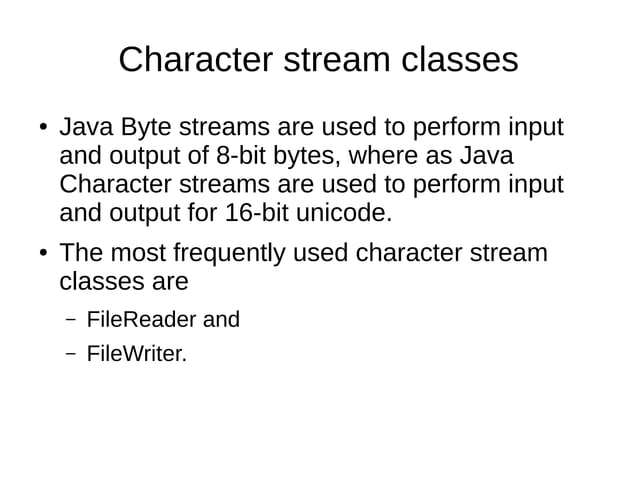 Character stream classes
● Java Byte streams are used to perform input
and output of 8-bit bytes, where as Java
Character streams are used to perform input
and output for 16-bit unicode.
● The most frequently used character stream
classes are
– FileReader and
– FileWriter.